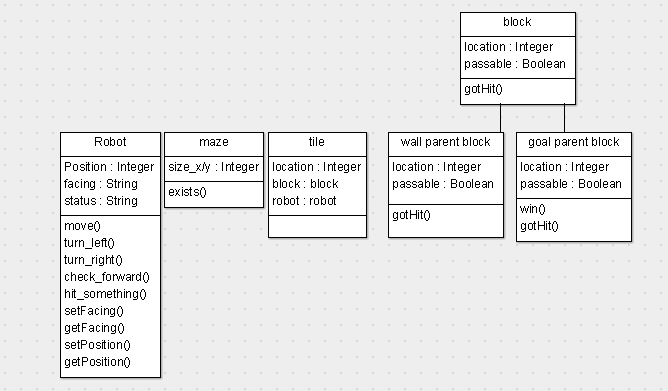 block
location : Integer
passable : Boolean
gotHit()
Robot
Position : Integer
facing : String
status : String
move()
turn_left()
turn_right()
check_forward()
hit_something()
setFacing()
getFacing()
setPosition()
getPosition()
maze
size_x/y : Integer
exists()
tile
location : Integer
block : block
robot : robot
wall parent block
location : Integer
passable : Boolean
gotHit()
goal parent block
location : Integer
passable : Boolean
win()
gotHit()